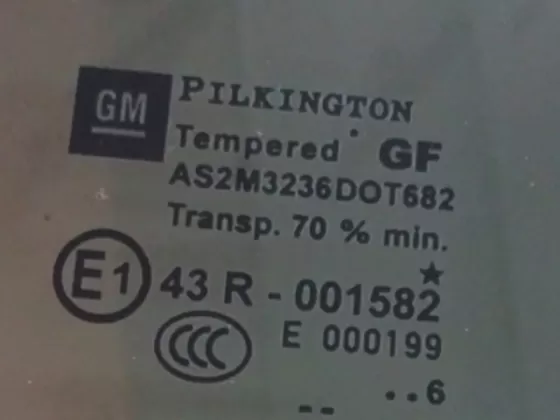 GM
PILKINGTON
Tempered GF
AS2M3236DOT682
Transp. 70 % min.
E1 43 R - 001582
CCC E 000199
..6
--